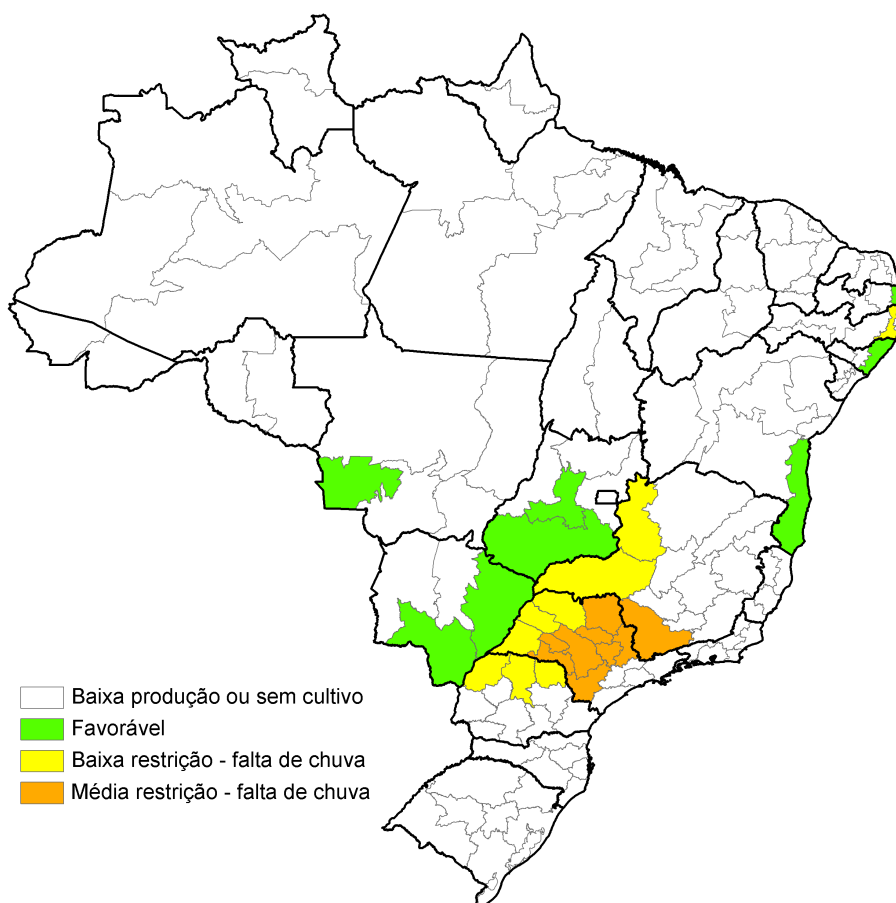 Baixa produção ou sem cultivo
Favorável
Baixa restrição - falta de chuva
Média restrição - falta de chuva